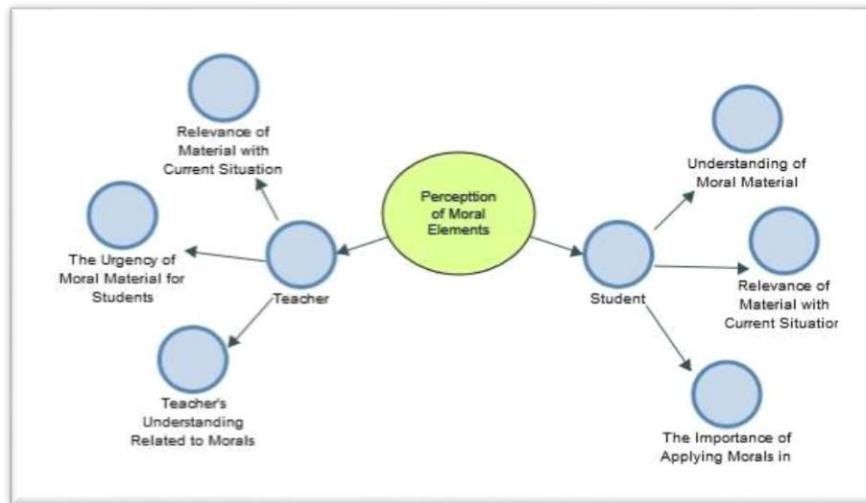 Relevance of
Material with
Current Situation
The Urgency of
Moral Material for
Students
Teacher
Teacher's
Understanding
Related to Morals
Percepttion
of Moral
Elements
Student
Understanding of
Moral Material
Relevance of
Material with
Current Situatior
The Importance of
Applying Morals in